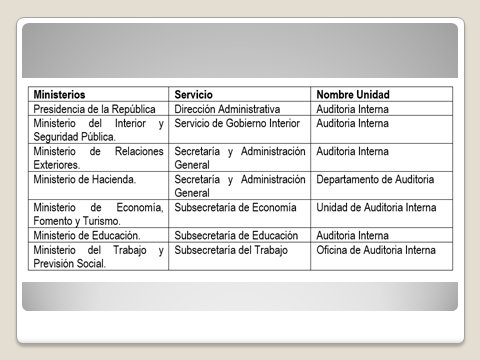 Ministerios Servicio Nombre Unidad
Presidencia de la República Dirección Administrativa Auditoria Interna
Ministerio del Interior y Servicio de Gobierno Interior Auditoria Interna
Seguridad Pública.
Ministerio de Relaciones Secretaría y Administración Auditoria Interna
Exteriores. General
Ministerio de Hacienda. Secretaría y Administración Departamento de Auditoria
General
Ministerio de Economía, Subsecretaría de Economía Unidad de Auditoria Interna
Fomento y Turismo.
Ministerio de Educación. Subsecretaría de Educación Auditoria Interna
Ministerio del Trabajo y Subsecretaría del Trabajo Oficina de Auditoria Interna
Previsión Social.